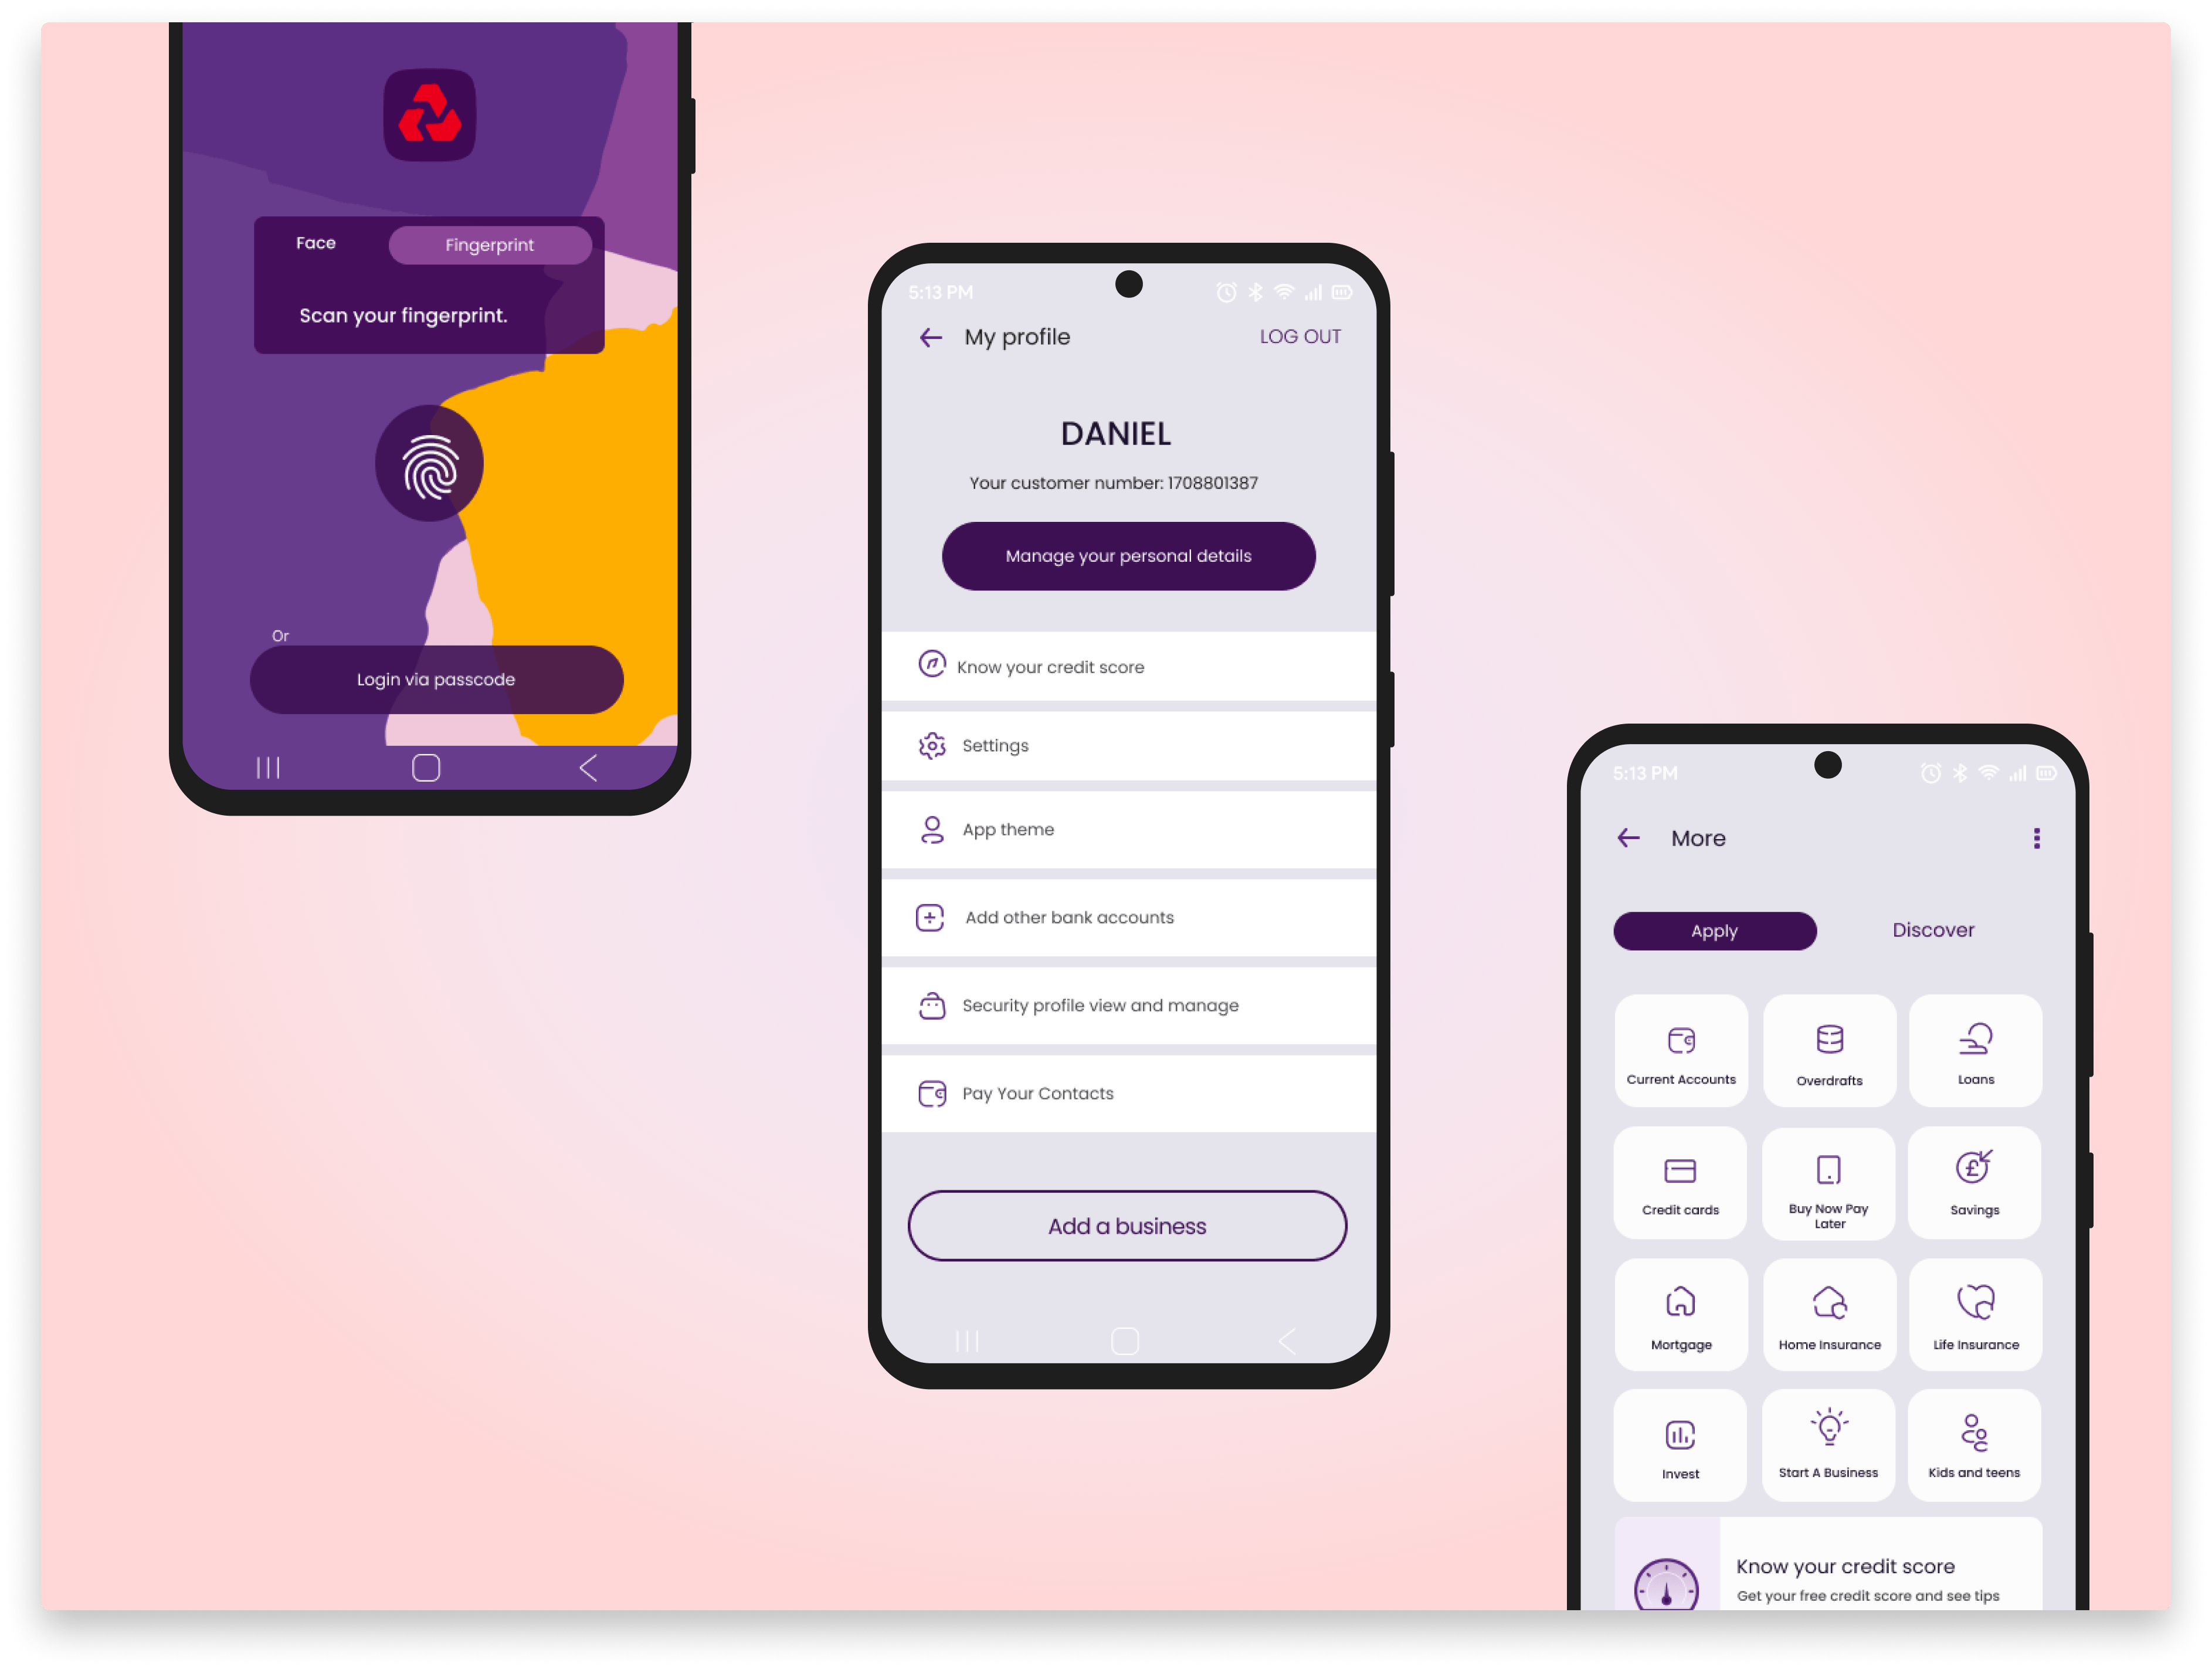 Face
Fingerprint
Scan your fingerprint.
Or
Login via passcode
5:13 PM
My profile
LOG OUT
DANIEL
Your customer number: 1708801387
Manage your personal details
Know your credit score
Settings
App theme
Add other bank accounts
Security profile view and manage
Pay Your Contacts
Add a business
5:13 PM
More
Apply
Discover
Current Accounts
Overdrafts
Loans
Credit cards
Buy Now Pay
Later
Savings
Mortgage
Home Insurance
Life Insurance
Invest
Start A Business
Kids and teens
Know your credit score
Get your free credit score and see tips